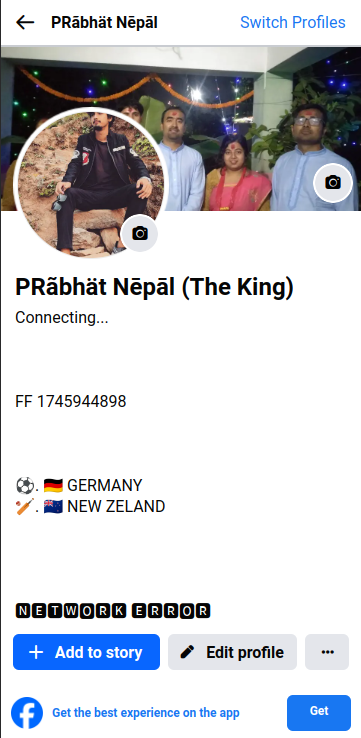 PRãbhät Nēpāl
Switch Profiles
PRãbhät Nēpāl (The King)
Connecting...
FF 1745944898
⚽. 🇩🇪 GERMANY
🏏. 🇳🇿 NEW ZELAND
🅽🅴🆃🆆🅾🆁🅺 🅴🆁🆁🅾🆁
Add to story
Edit profile
Get the best experience on the app
Get